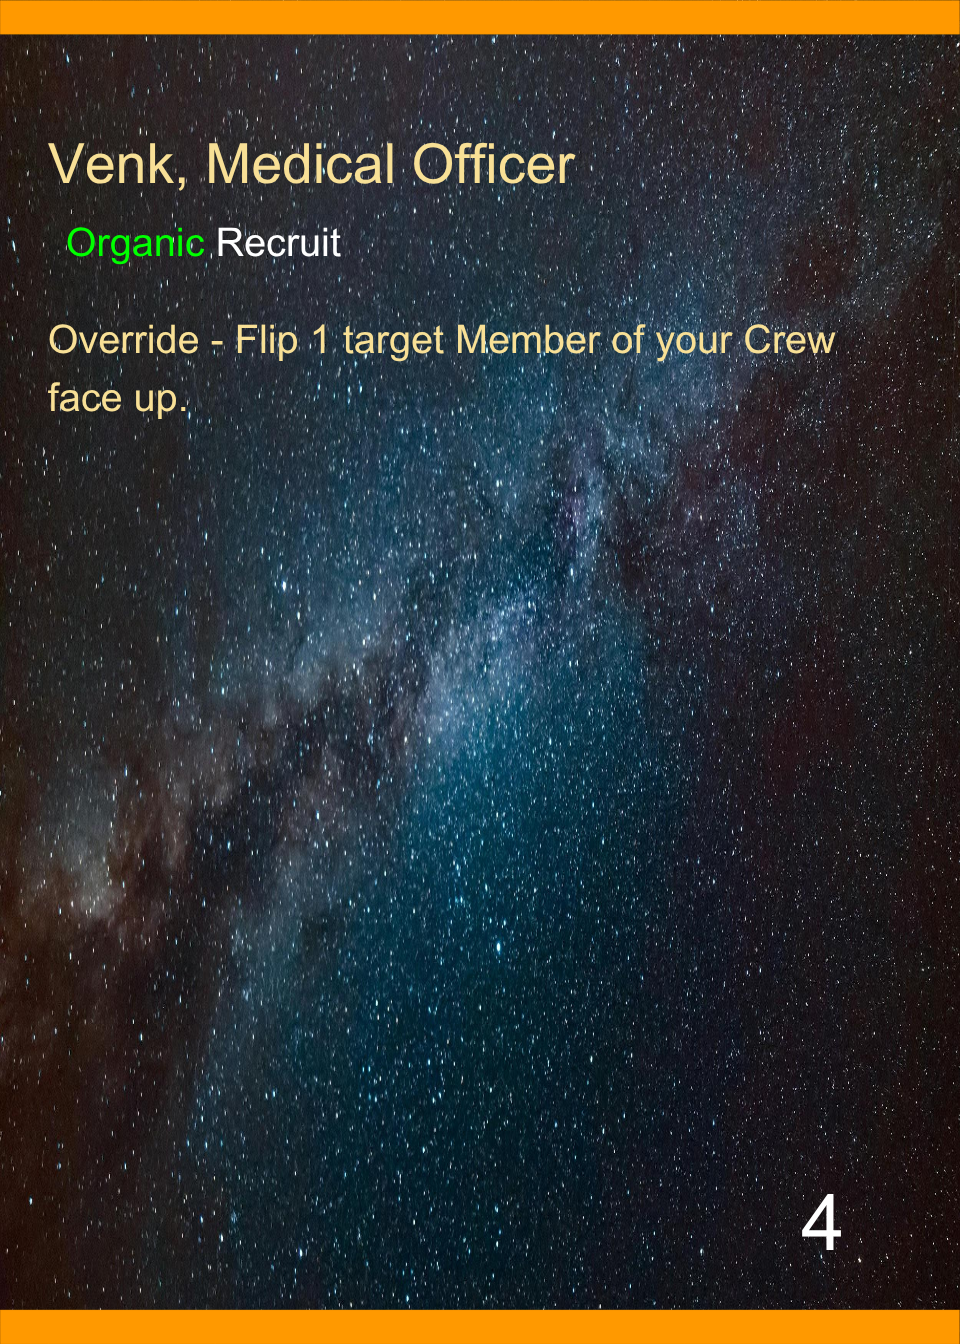 Venk, Medical Officer
Organic Recruit
Override - Flip 1 target Member of your Crew
face up.
4